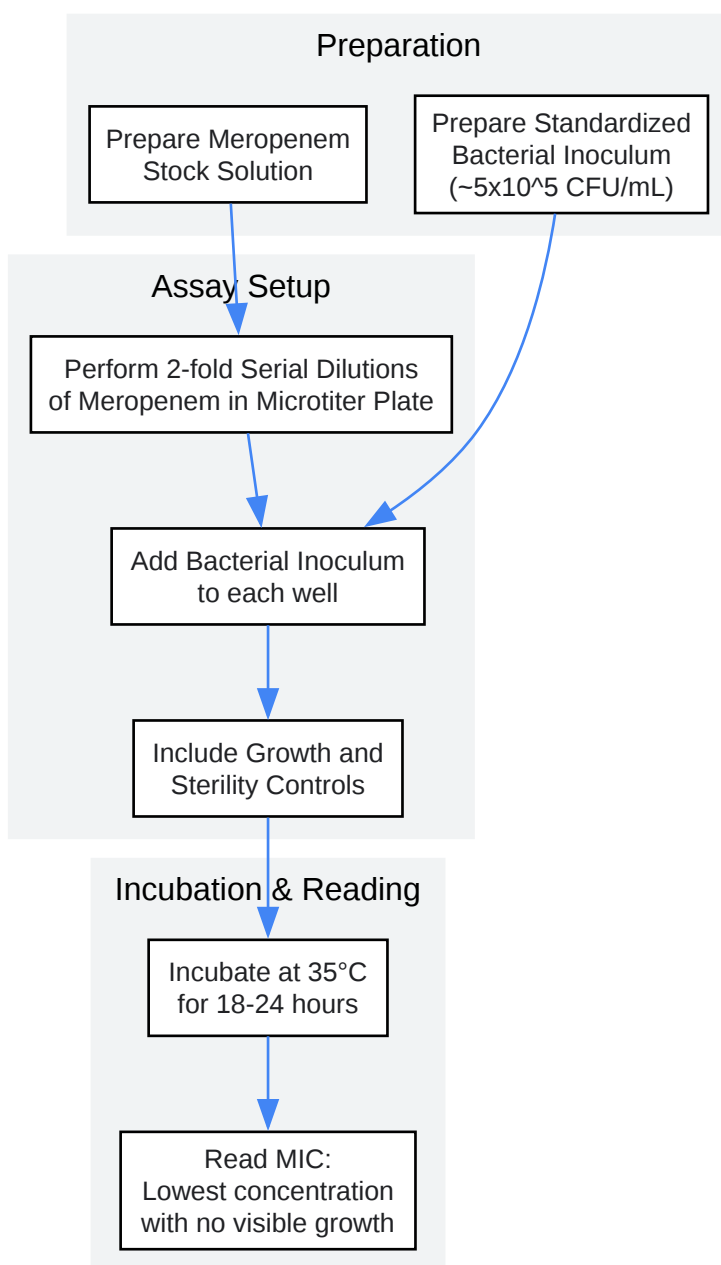 Preparation
Prepare Meropenem
Stock Solution
Prepare Standardized
Bacterial Inoculum
(~5x10^5 CFU/mL)
Assay Setup
Perform 2-fold Serial Dilutions
of Meropenem in Microtiter Plate
Add Bacterial Inoculum
to each well
Include Growth and
Sterility Controls
Incubation & Reading
Incubate at 35°C
for 18-24 hours
Read MIC:
Lowest concentration
with no visible growth